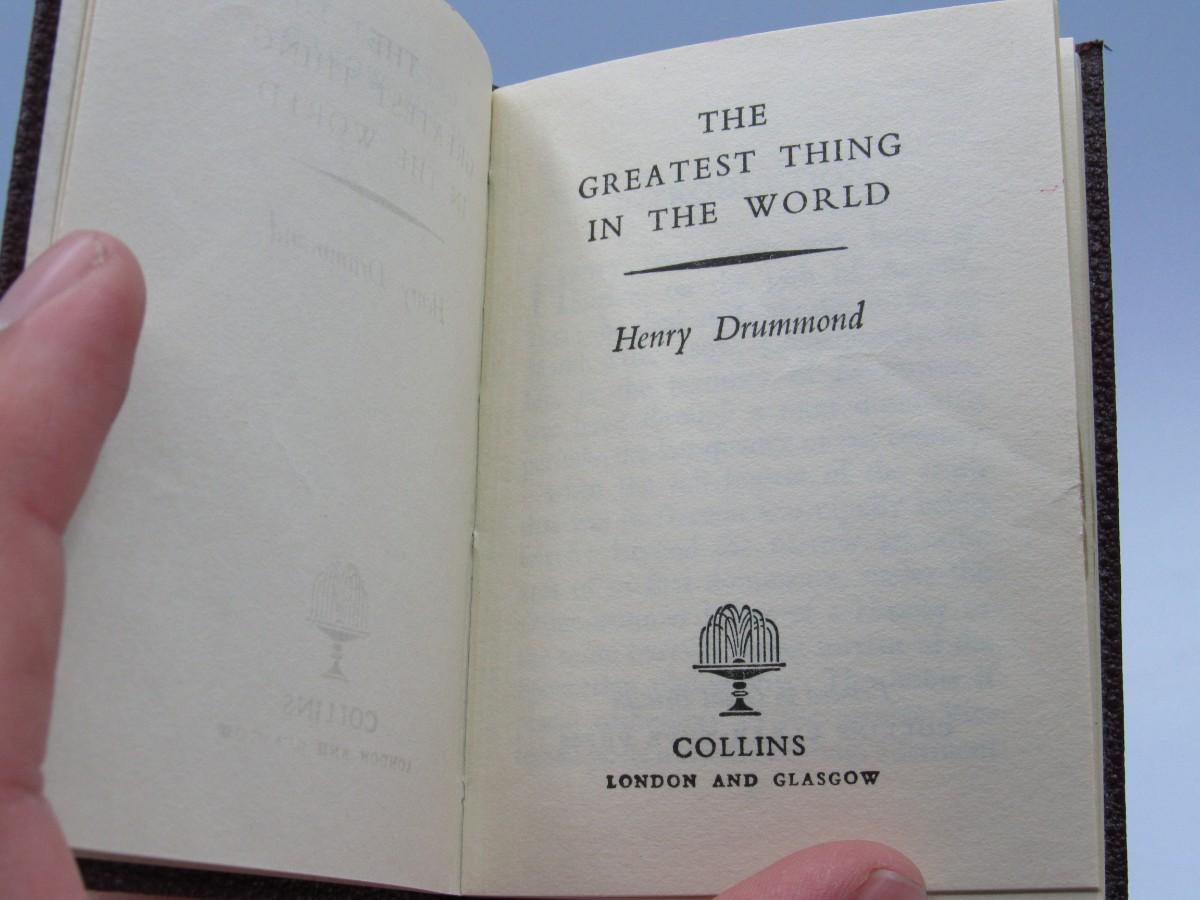 THE
GREATEST THING
IN THE WORLD
Henry Drummond
COLLINS
LONDON AND GLASGOW